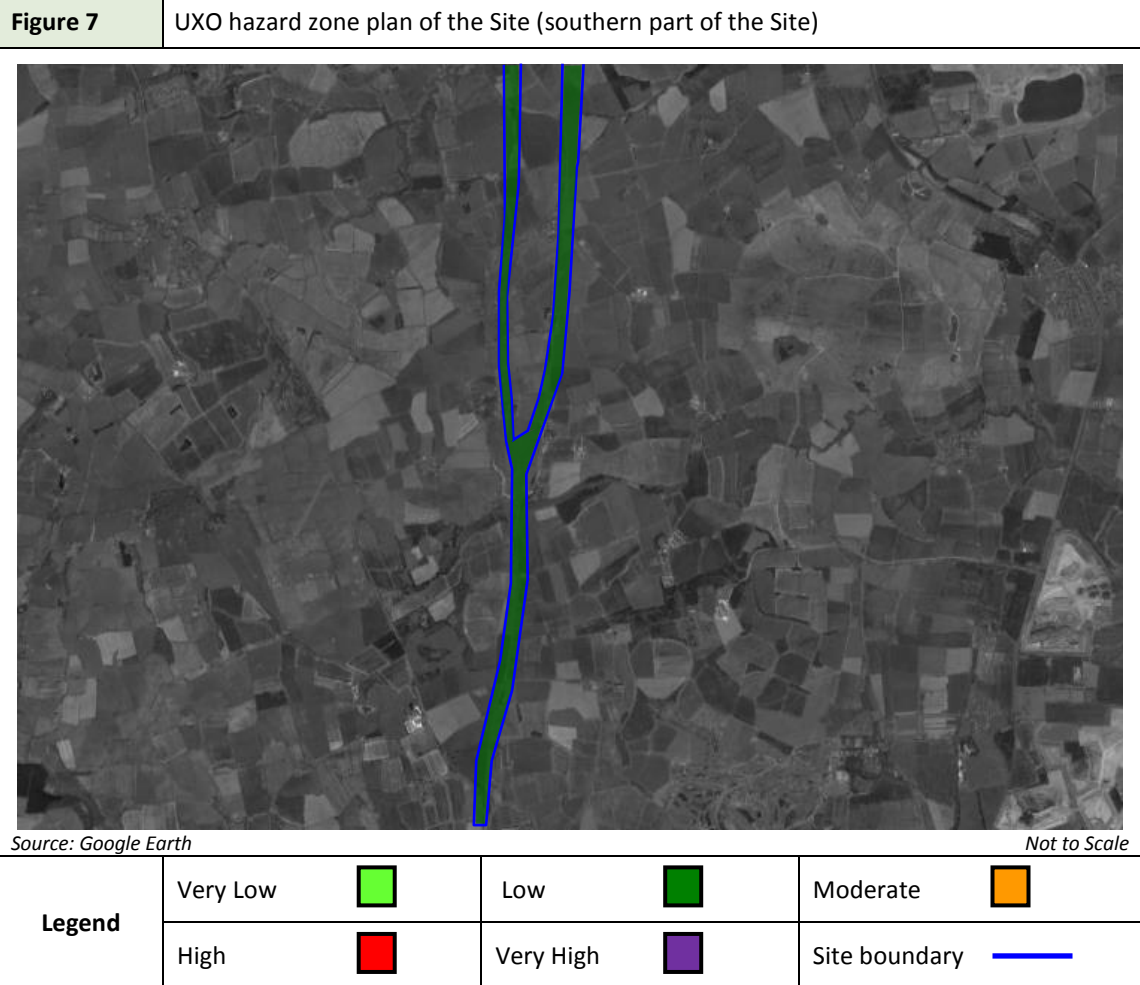 Figure 7 UXO hazard zone plan of the Site (southern part of the Site)
Source: Google Earth Not to Scale
Legend
Very Low Low Moderate
High Very High Site boundary